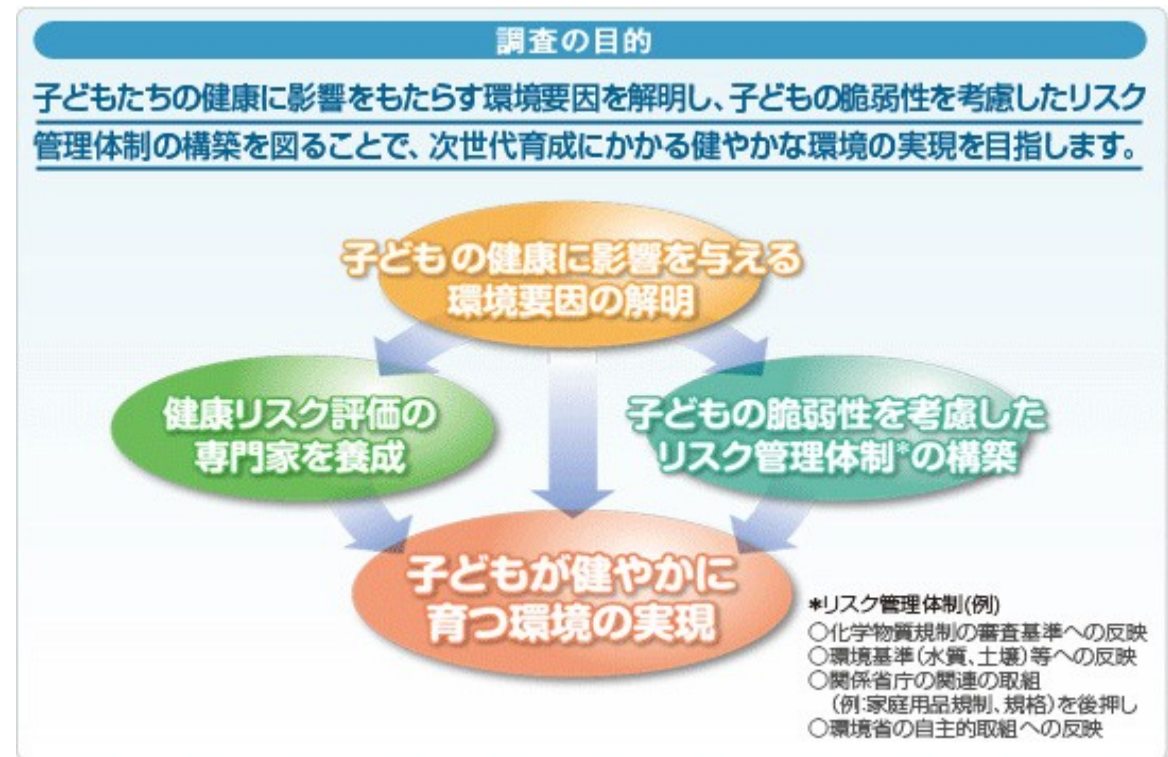 調査の目的
子どもたちの健康に影響をもたらす環境要因を解明し、子どもの脆弱性を考慮したリスク
管理体制の構築を図ることで、次世代育成にかかる健やかな環境の実現を目指します。
子どもの健康に影響を与える
環境要因の解明
健康リスク評価の
専門家を養成
子どもの脆弱性を考慮した
リスク管理体制*の構築
子どもが健やかに
育つ環境の実現
*リスク管理体制(例)
○化学物質規制の審査基準への反映
○環境基準(水質、土壌)等への反映
○関係省庁の関連の取組
(例:家庭用品規制、規格)を後押し
○環境省の自主的取組への反映